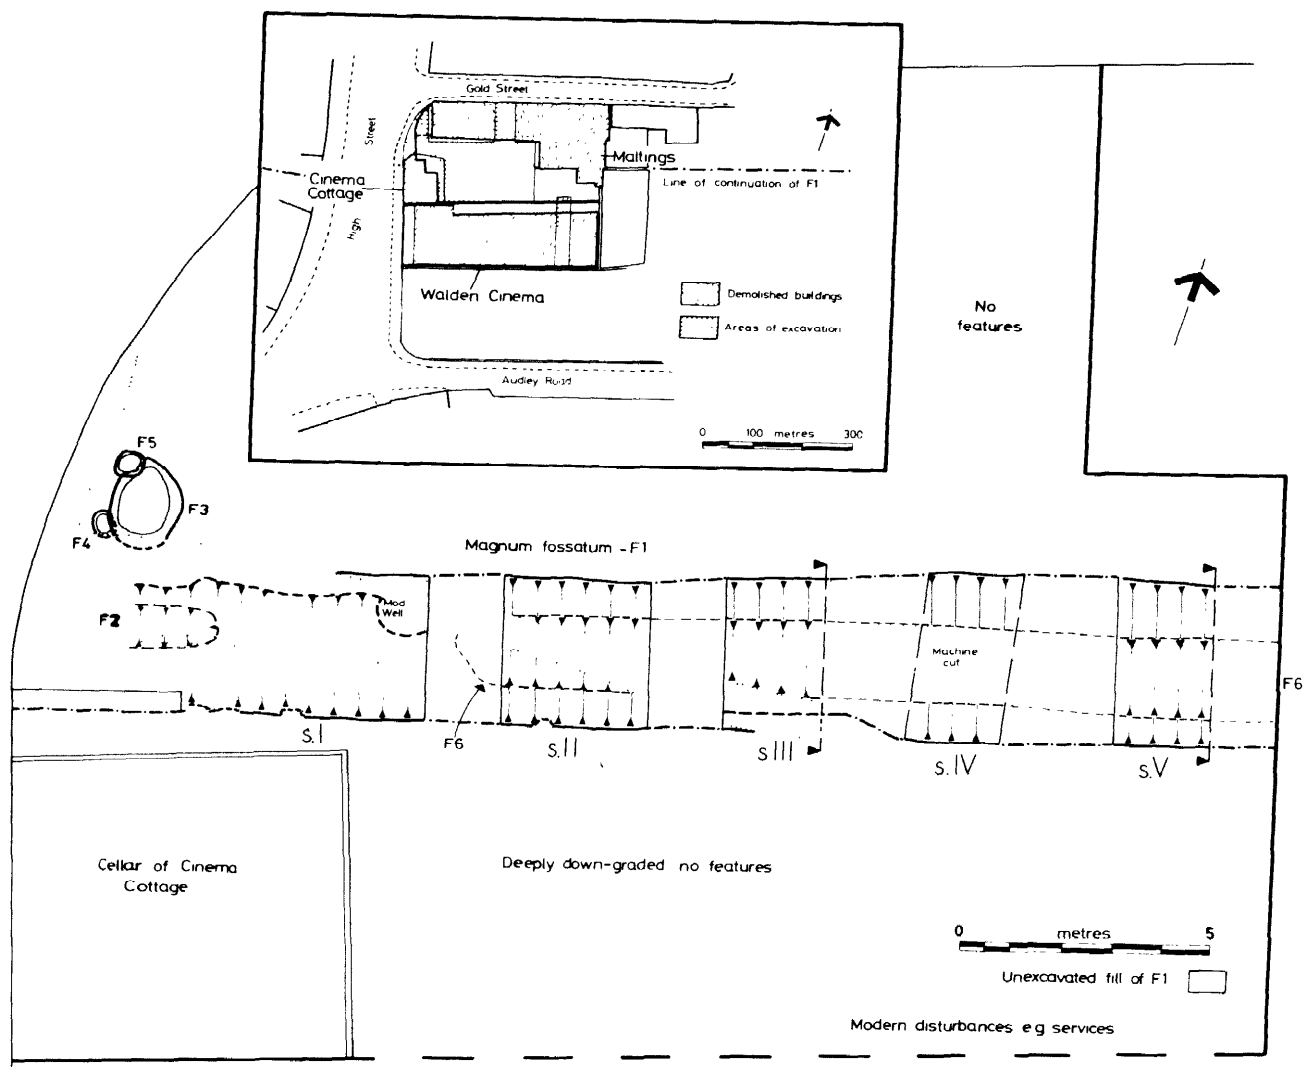 Gold Street
Street
High
Maltings
Line of continuation of F1
Cinema
Cottage
Walden Cinema
Demolished buildings
Areas of excavation
Audley Road
0 100 metres 300
No
features
F5
F3
F4
Magnum fossatum - F1
F2
Mod
Well
Machine
cut
F6
F6
S.I
S.II
S III
S.IV
S.V
Cellar of Cinema
Cottage
Deeply down-graded no features
0 metres 5
Unexcavated fill of F1
Modern disturbances e g services